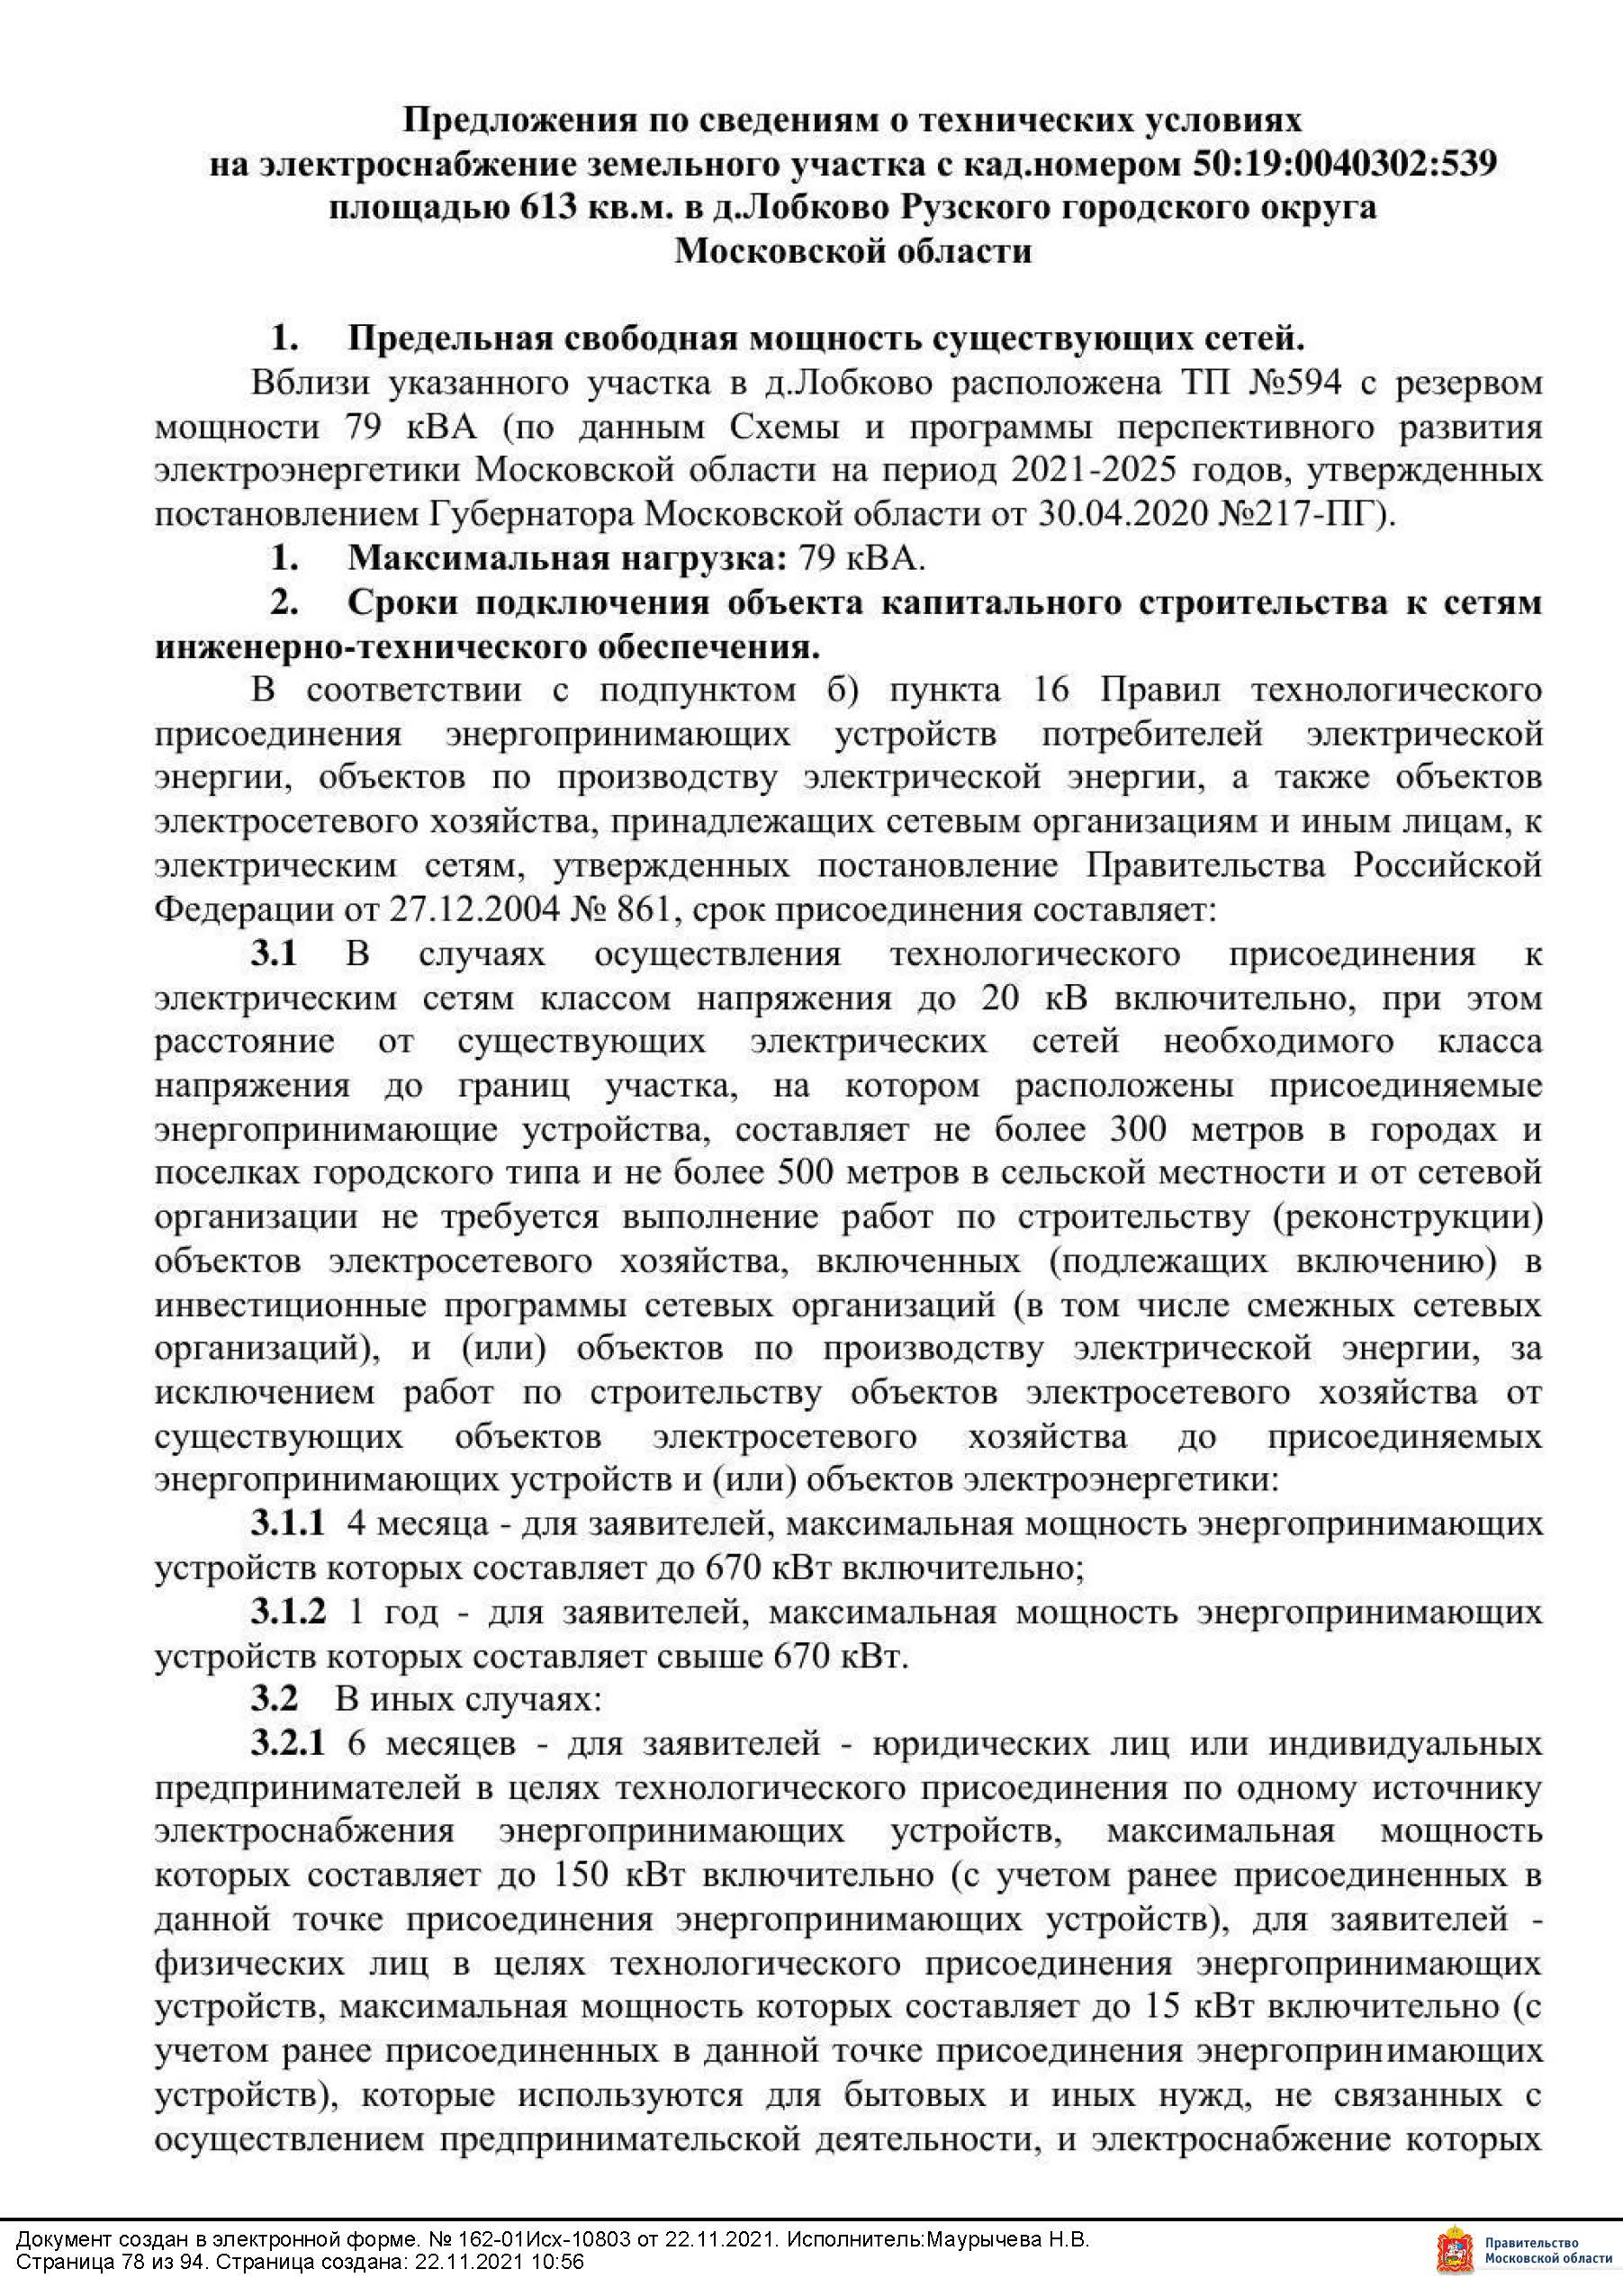 Предложения по сведениям о технических условиях
на электроснабжение земельного участка с кад.номером 50:19:0040302:539
площадью 613 кв.м. в д.Лобково Рузского городского округа
Московской области
1. Предельная свободная мощность существующих сетей.
Вблизи указанного участка в д.Лобково расположена ТП №594 с резервом
мощности 79 кВА (по данным Схемы и программы перспективного развития
электроэнергетики Московской области на период 2021-2025 годов, утвержденных
постановлением Губернатора Московской области от 30.04.2020 №217-ПГ).
1. Максимальная нагрузка: 79 кВА.
2. Сроки подключения объекта капитального строительства к сетям
инженерно-технического обеспечения.
В соответствии с подпунктом б) пункта 16 Правил технологического
присоединения энергопринимающих устройств потребителей электрической
энергии, объектов по производству электрической энергии, а также объектов
электросетевого хозяйства, принадлежащих сетевым организациям и иным лицам, к
электрическим сетям, утвержденных постановление Правительства Российской
Федерации от 27.12.2004 № 861, срок присоединения составляет:
3.1 В случаях осуществления технологического присоединения к
электрическим сетям классом напряжения до 20 кВ включительно, при этом
расстояние от существующих электрических сетей необходимого класса
напряжения до границ участка, на котором расположены присоединяемые
энергопринимающие устройства, составляет не более 300 метров в городах и
поселках городского типа и не более 500 метров в сельской местности и от сетевой
организации не требуется выполнение работ по строительству (реконструкции)
объектов электросетевого хозяйства, включенных (подлежащих включению) в
инвестиционные программы сетевых организаций (в том числе смежных сетевых
организаций), и (или) объектов по производству электрической энергии, за
исключением работ по строительству объектов электросетевого хозяйства от
существующих объектов электросетевого хозяйства до присоединяемых
энергопринимающих устройств и (или) объектов электроэнергетики:
3.1.1 4 месяца - для заявителей, максимальная мощность энергопринимающих
устройств которых составляет до 670 кВт включительно;
3.1.2 1 год - для заявителей, максимальная мощность энергопринимающих
устройств которых составляет свыше 670 кВт.
3.2 В иных случаях:
3.2.1 6 месяцев - для заявителей - юридических лиц или индивидуальных
предпринимателей в целях технологического присоединения по одному источнику
электроснабжения энергопринимающих устройств, максимальная мощность
которых составляет до 150 кВт включительно (с учетом ранее присоединенных в
данной точке присоединения энергопринимающих устройств), для заявителей -
физических лиц в целях технологического присоединения энергопринимающих
устройств, максимальная мощность которых составляет до 15 кВт включительно (с
учетом ранее присоединенных в данной точке присоединения энергопринимающих
устройств), которые используются для бытовых и иных нужд, не связанных с
осуществлением предпринимательской деятельности, и электроснабжение которых
Документ создан в электронной форме. № 162-01Исх-10803 от 22.11.2021. Исполнитель:Маурычева Н.В.
Страница 78 из 94. Страница создана: 22.11.2021 10:56
Правительство
Московской области